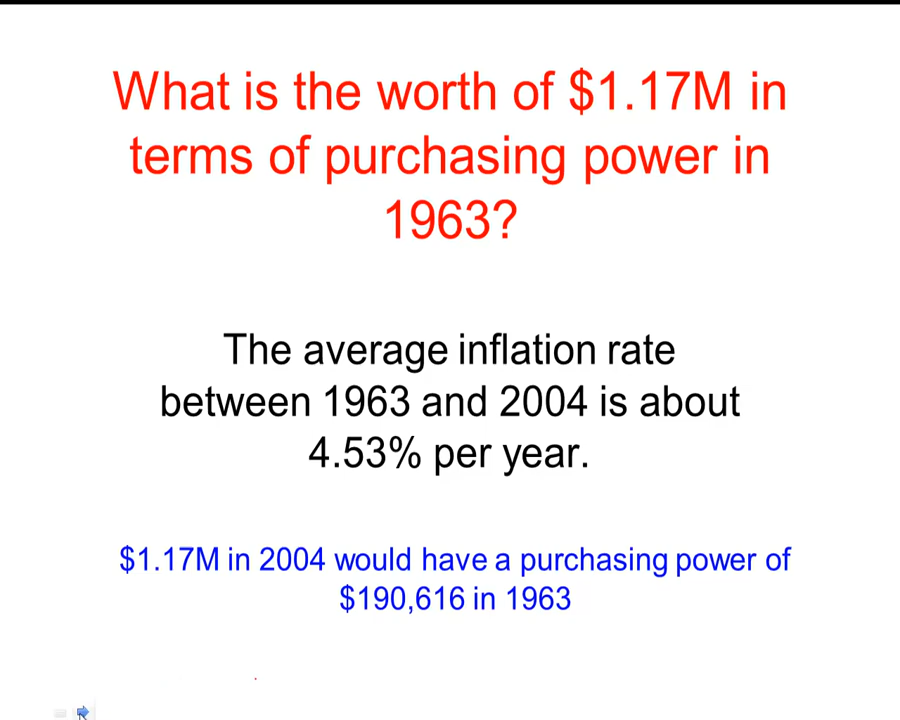 What is the worth of $1.17M in
terms of purchasing power in
1963?
The average inflation rate
between 1963 and 2004 is about
4.53% per year.
$1.17M in 2004 would have a purchasing power of
$190,616 in 1963